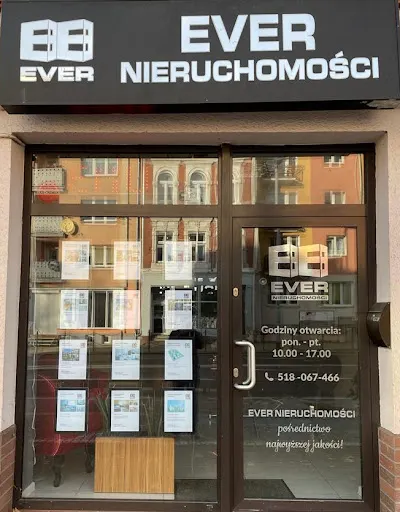 EVER
EVER
NIERUCHOMOŚCI
EVER
NIERUCHOMOŚCI
Godziny otwarcia:
pon. - pt.
10.00 - 17.00
518-067-466
EVER NIERUCHOMOŚCI
pośrednictwo
najwyższej jakości!